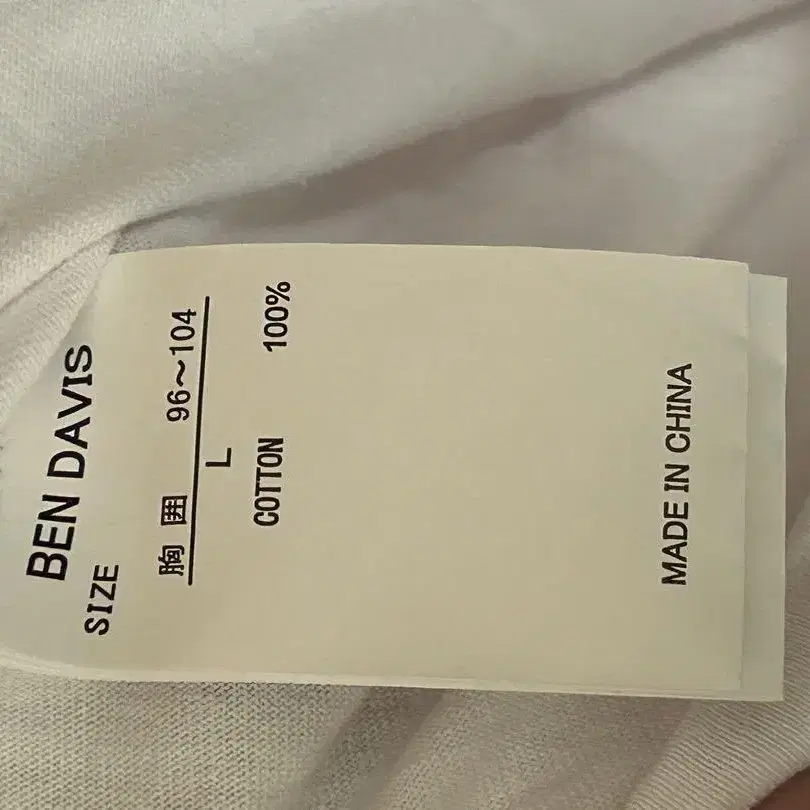 BEN DAVIS
SIZE
胸囲 96～104
L
COTTON 100%
MADE IN CHINA